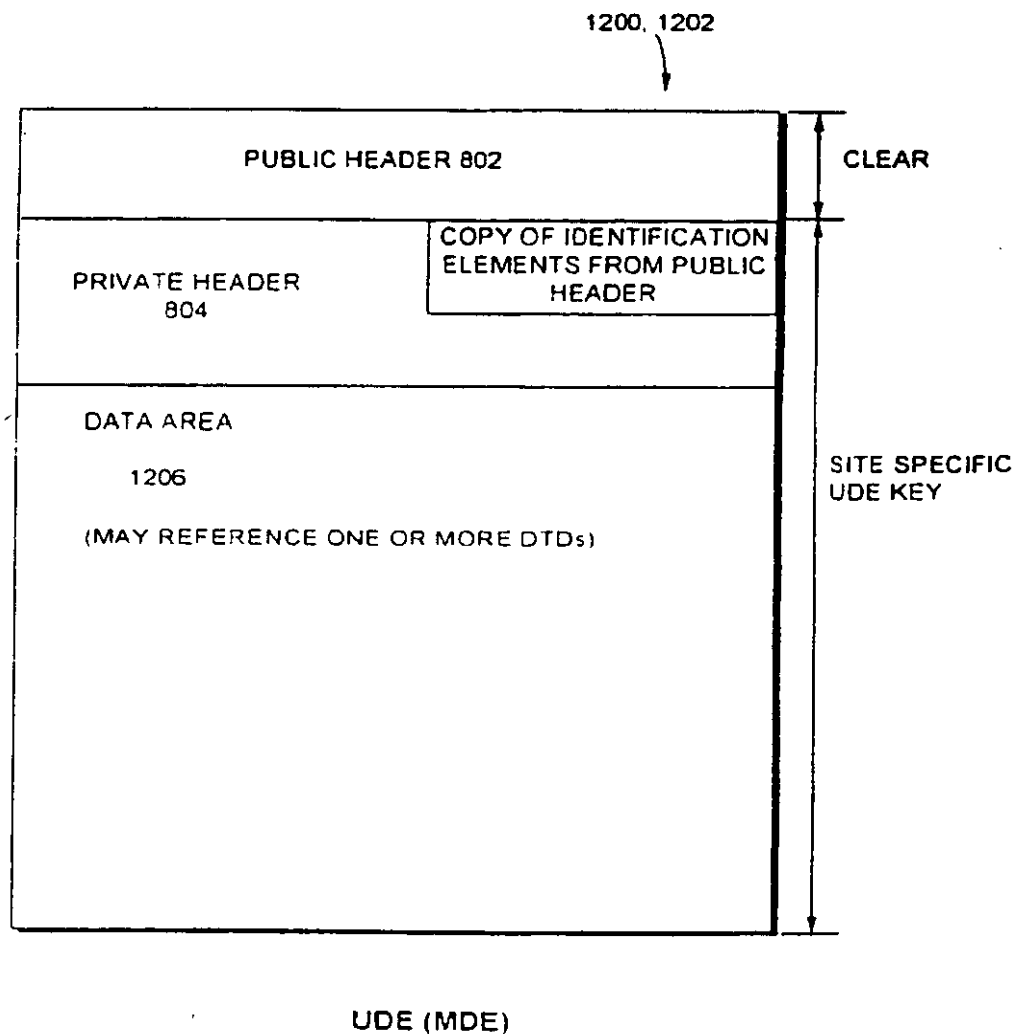 1200, 1202
PUBLIC HEADER 802
CLEAR
COPY OF IDENTIFICATION
ELEMENTS FROM PUBLIC
HEADER
PRIVATE HEADER
804
DATA AREA
1206
(MAY REFERENCE ONE OR MORE DTDs)
SITE SPECIFIC
UDE KEY
UDE (MDE)